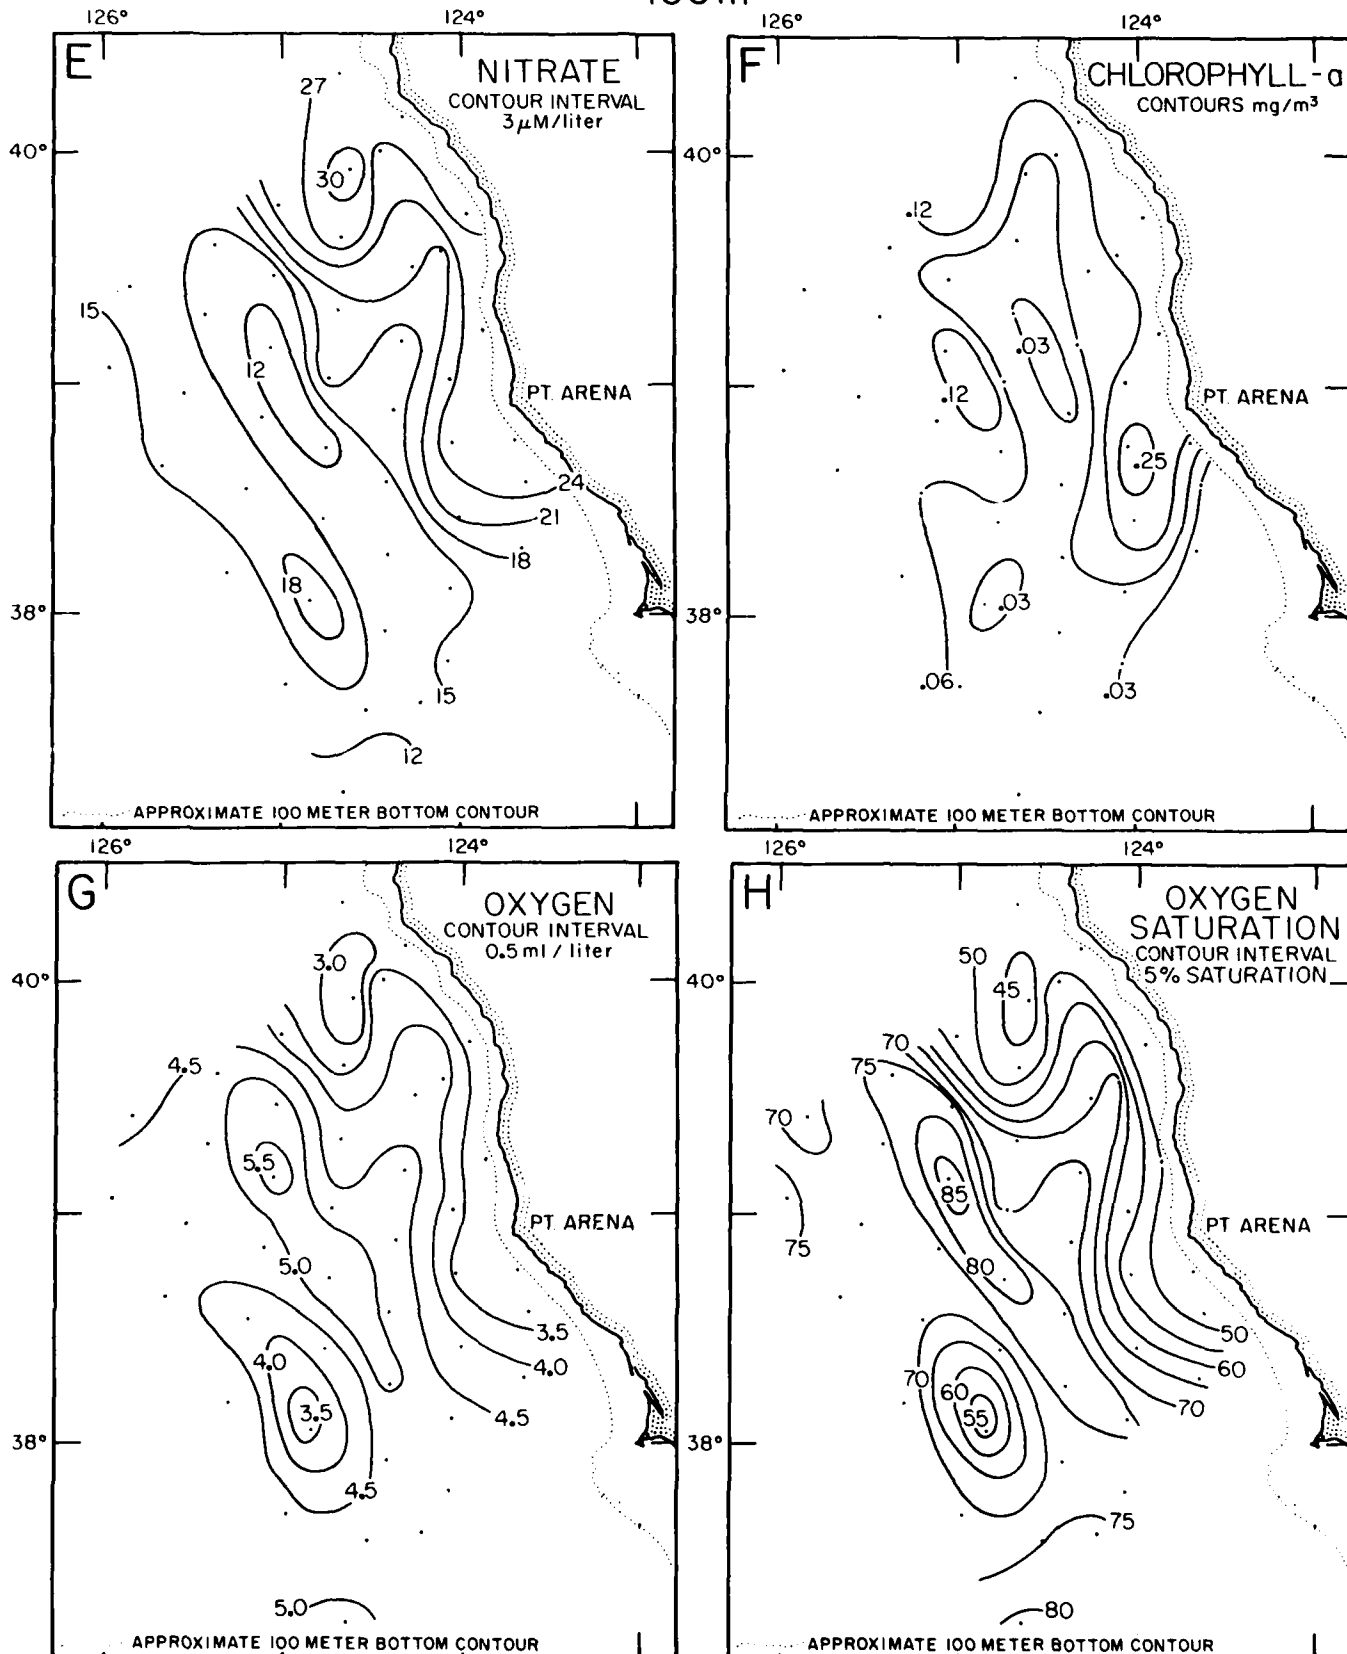 126°
124°
E
NITRATE
CONTOUR INTERVAL
3μM/liter
27
40°
30
15
12
PT. ARENA
24
21
18
18
38°
15
12
APPROXIMATE 100 METER BOTTOM CONTOUR
126°
124°
F
CHLOROPHYLL-a
CONTOURS mg/m³
40°
.12
.03
.12
PT. ARENA
.25
.03
38°
.06
.03
APPROXIMATE 100 METER BOTTOM CONTOUR
126°
124°
G
OXYGEN
CONTOUR INTERVAL
0.5 ml / liter
3.0
40°
4.5
5.5
PT. ARENA
5.0
3.5
4.0
4.0
3.5
4.5
38°
4.5
5.0
APPROXIMATE 100 METER BOTTOM CONTOUR
126°
124°
H
OXYGEN
SATURATION
CONTOUR INTERVAL
5% SATURATION
50
45
70
75
70
85
PT ARENA
75
80
50
60
70
60
70
55
38°
75
80
APPROXIMATE 100 METER BOTTOM CONTOUR